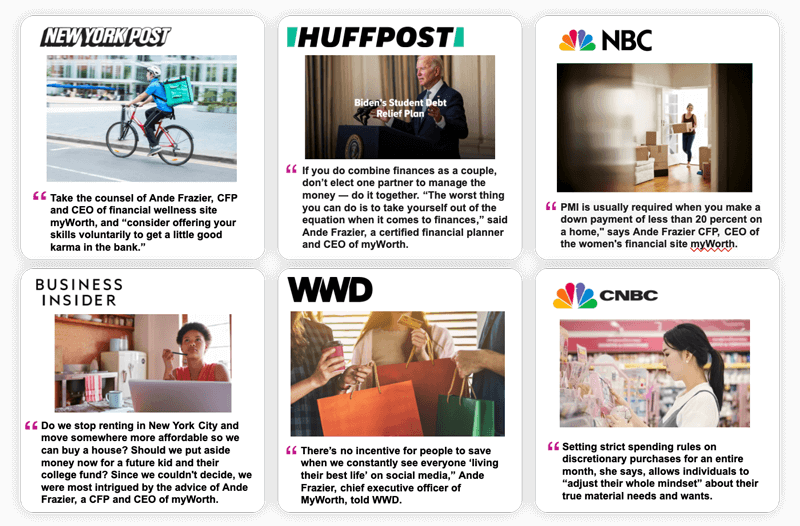 NEW YORK POST
Take the counsel of Ande Frazier, CFP
and CEO of financial wellness site
myWorth, and “consider offering your
skills voluntarily to get a little good
karma in the bank.”
HUFFPOST
Biden's Student Debt
Relief Plan
If you do combine finances as a couple,
don’t elect one partner to manage the
money — do it together. “The worst thing
you can do is to take yourself out of the
equation when it comes to finances,” said
Ande Frazier, a certified financial planner
and CEO of myWorth.
NBC
PMI is usually required when you make a
down payment of less than 20 percent on
a home,” says Ande Frazier CFP, CEO of
the women's financial site myWorth.
BUSINESS
INSIDER
Do we stop renting in New York City and
move somewhere more affordable so we
can buy a house? Should we put aside
money now for a future kid and their
college fund? Since we couldn't decide, we
were most intrigued by the advice of Ande
Frazier, a CFP and CEO of myWorth.
WWD
There’s no incentive for people to save
when we constantly see everyone ‘living
their best life’ on social media,” Ande
Frazier, chief executive officer of
MyWorth, told WWD.
CNBC
Setting strict spending rules on
discretionary purchases for an entire
month, she says, allows individuals to
“adjust their whole mindset” about their
true material needs and wants.